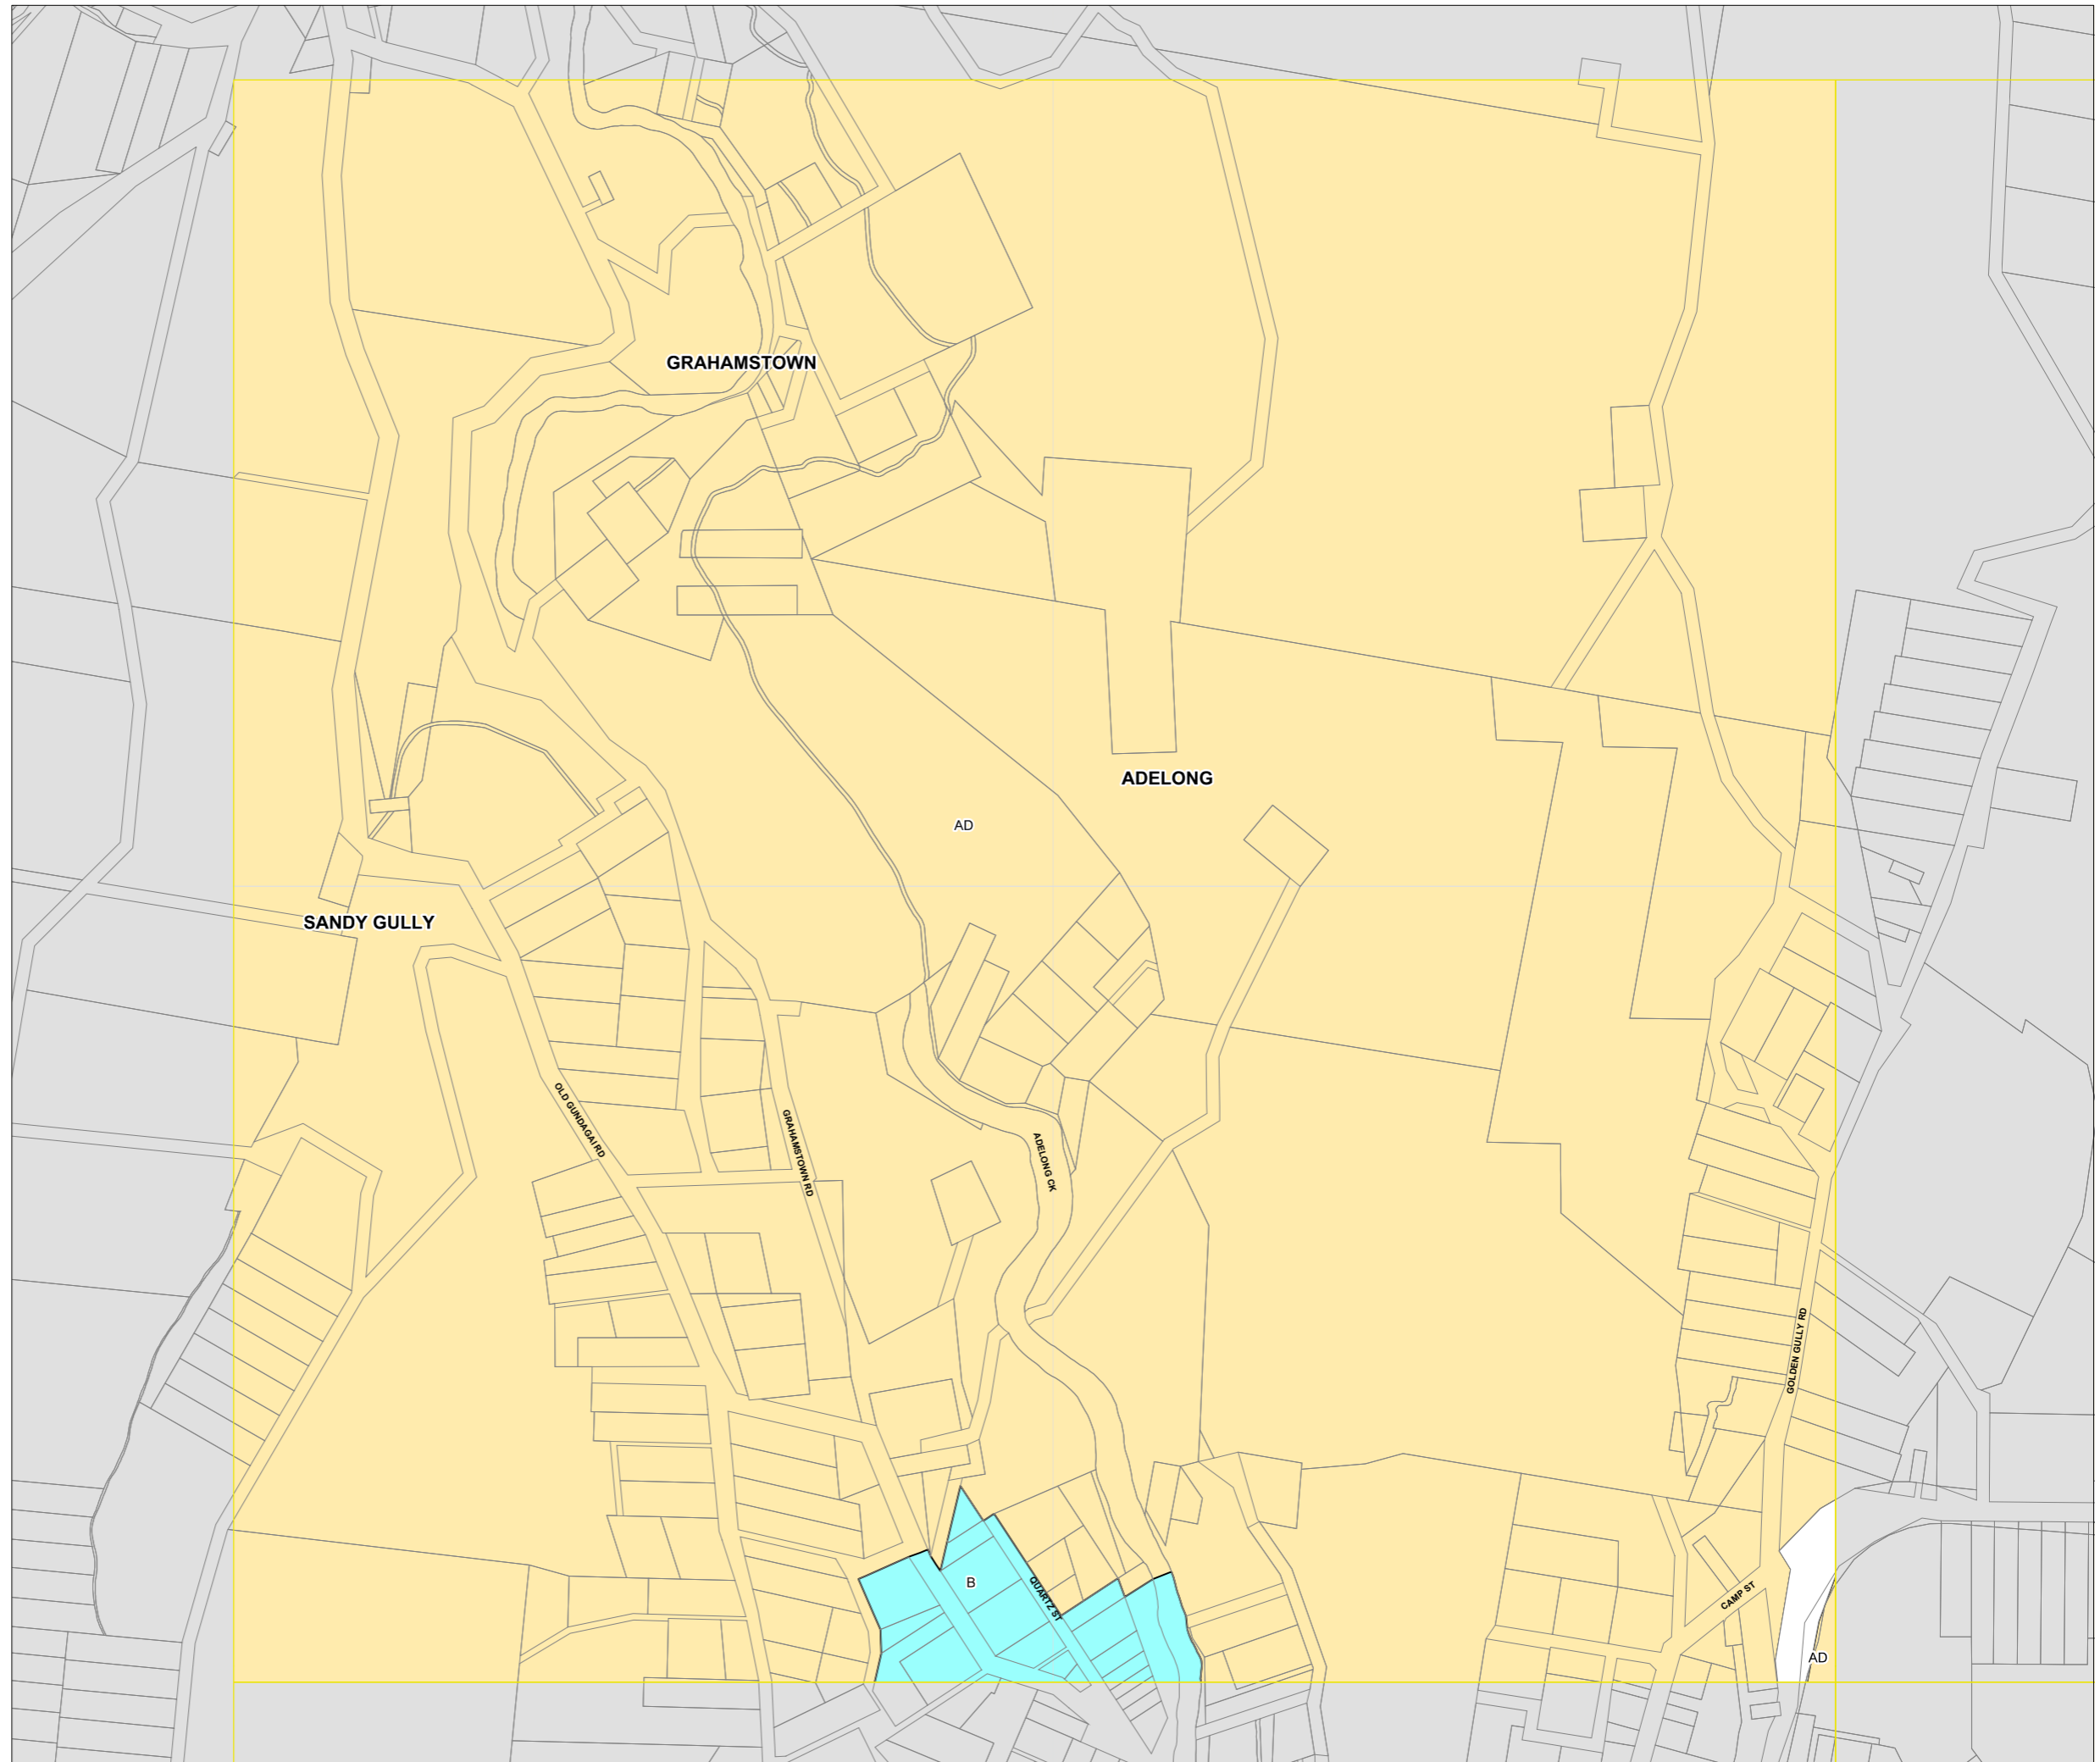 GRAHAMSTOWN
ADELONG
AD
SANDY GULLY
OLD GUNDAGAI RD
GRAHAMSTOWN RD
ADELONG CK
GOLDEN GULLY RD
B
QUARTZ ST
CAMP ST
AD